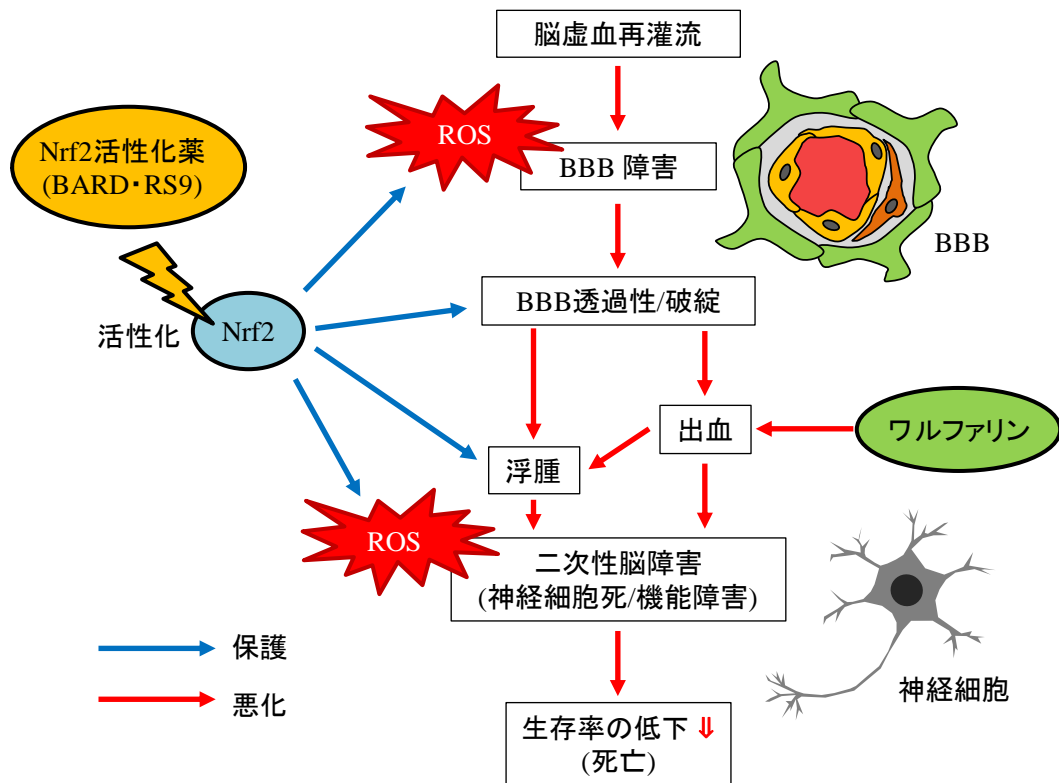 脳虚血再灌流
ROS
Nrf2活性化薬
(BARD・RS9)
BBB 障害
BBB
BBB透過性/破綻
活性化
Nrf2
出血
ワルファリン
浮腫
ROS
二次性脳障害
(神経細胞死/機能障害)
保護
神経細胞
悪化
生存率の低下⇓
(死亡)